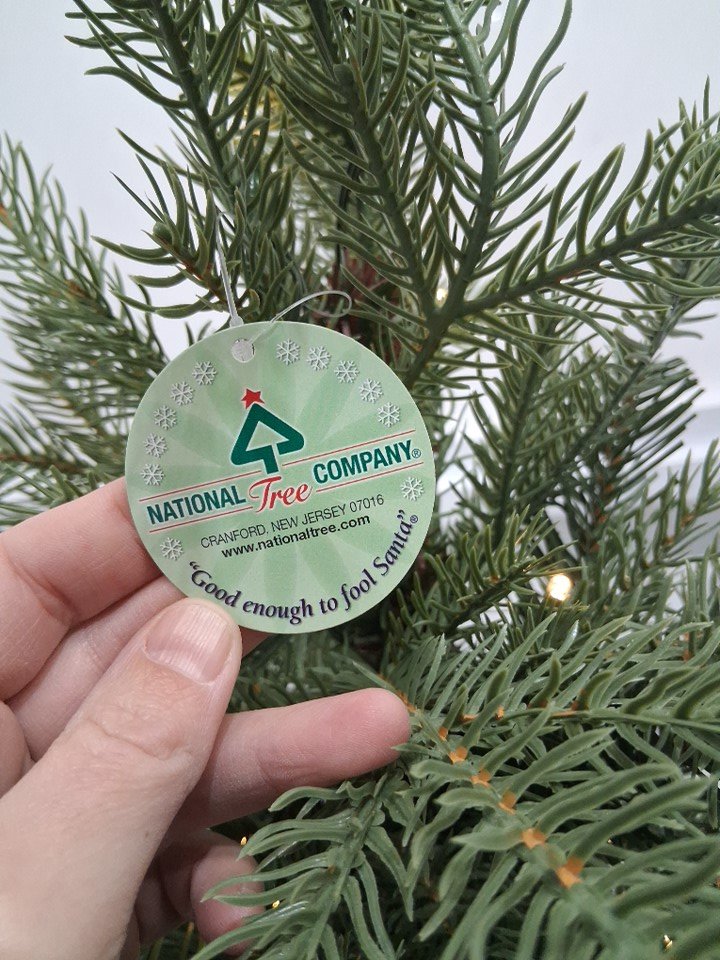 NATIONAL Tree COMPANY®
CRANFORD, NEW JERSEY 07016
www.nationaltree.com
“Good enough to fool Santa”®